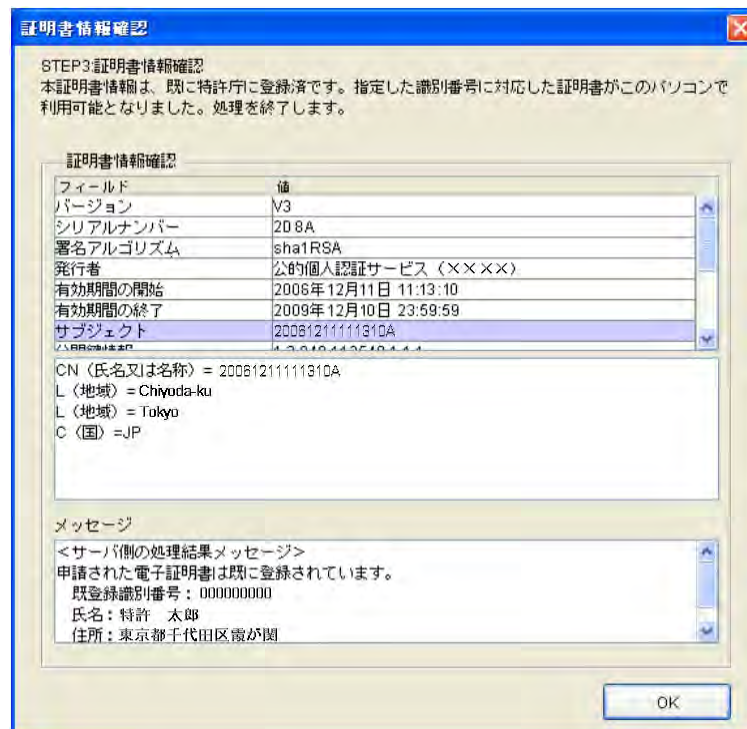 証明書情報確認
STEP3:証明書情報確認
本証明書情報は、既に特許庁に登録済です。指定した識別番号に対応した証明書がこのパソコンで
利用可能となりました。処理を終了します。
証明書情報確認
フィールド 値
バージョン V3
シリアルナンバー 20 8A
署名アルゴリズム sha1RSA
発行者 公的個人認証サービス（××××）
有効期間の開始 2006年12月11日 11:13:10
有効期間の終了 2009年12月10日 23:59:59
サブジェクト 20061211111310A
CN（氏名又は名称）= 20061211111310A
L（地域）= Chiyoda-ku
L（地域）= Tokyo
C（国）=JP
メッセージ
＜サーバ側の処理結果メッセージ＞
申請された電子証明書は既に登録されています。
既登録識別番号：000000000
氏名：特許　太郎
住所：東京都千代田区霞が関
OK